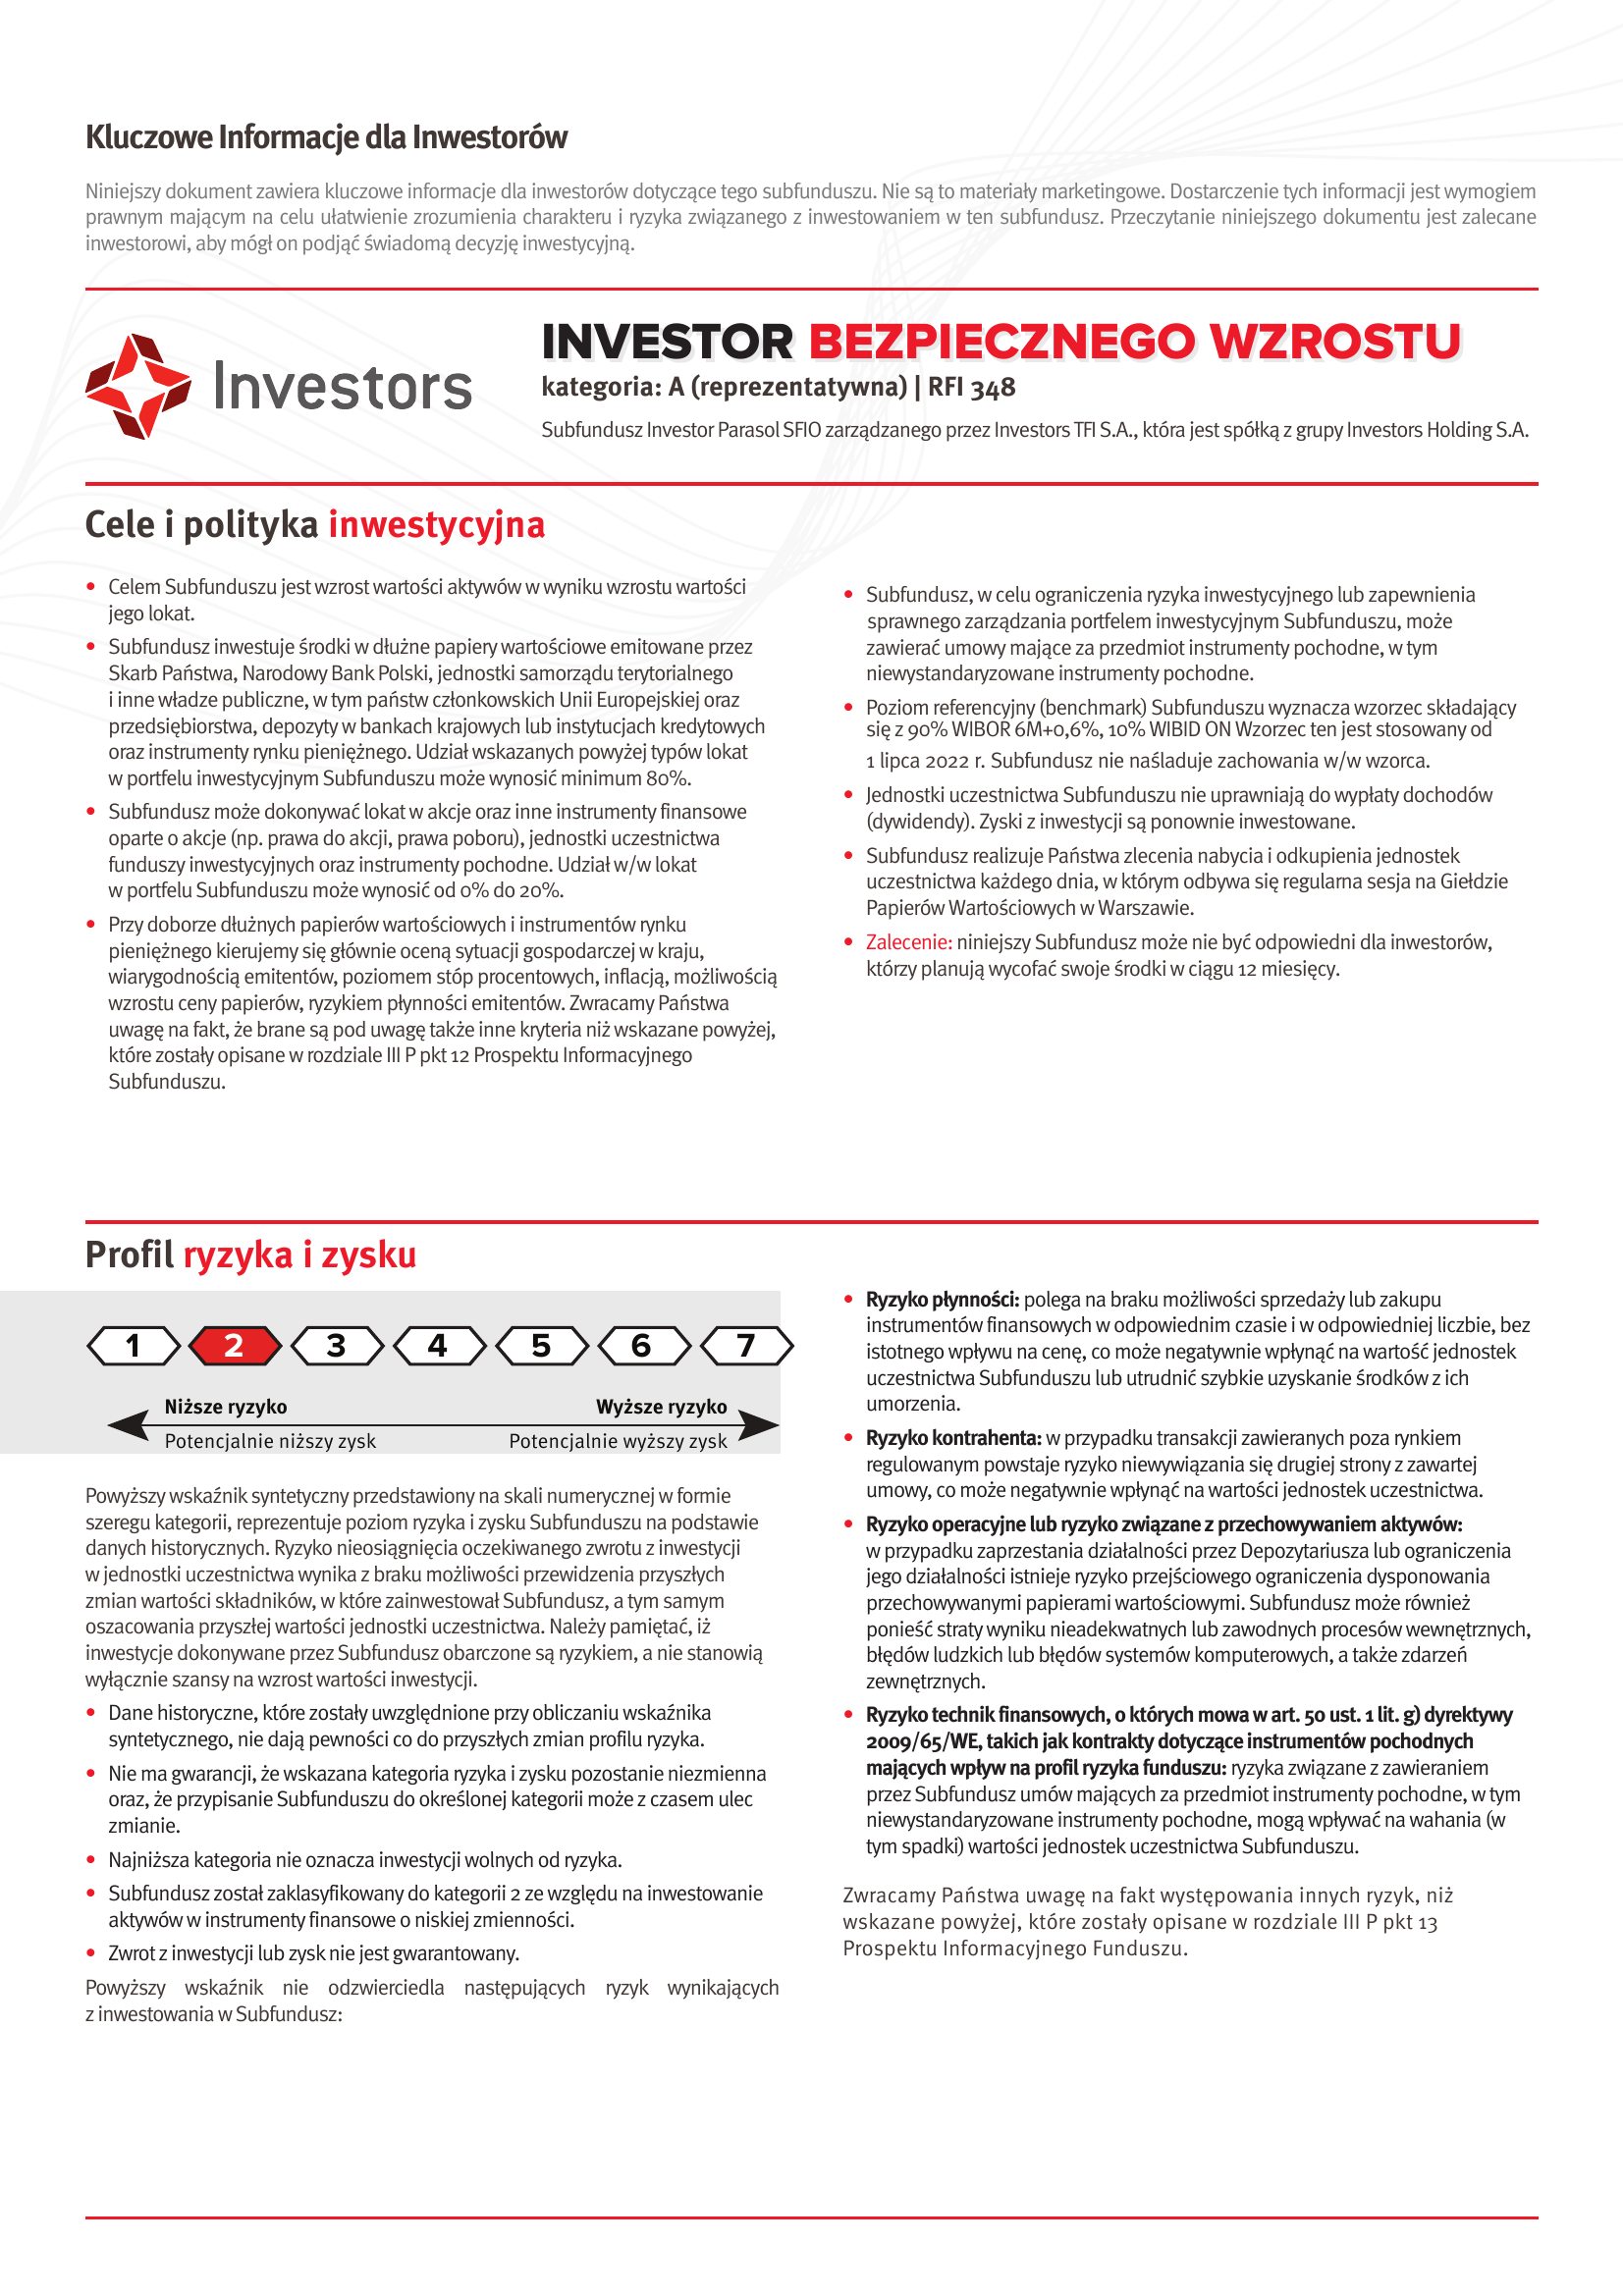 Kluczowe Informacje dla Inwestorów
Niniejszy dokument zawiera kluczowe informacje dla inwestorów dotyczące tego subfunduszu. Nie są to materiały marketingowe. Dostarczenie tych informacji jest wymogiem
prawnym mającym na celu ułatwienie zrozumienia charakteru i ryzyka związanego z inwestowaniem w ten subfundusz. Przeczytanie niniejszego dokumentu jest zalecane
inwestorowi, aby mógł on podjąć świadomą decyzję inwestycyjną.
Investors
INVESTOR BEZPIECZNEGO WZROSTU
kategoria: A (reprezentatywna) | RFI 348
Subfundusz Investor Parasol SFIO zarządzanego przez Investors TFI S.A., która jest spółką z grupy Investors Holding S.A.
Cele i polityka inwestycyjna
• Celem Subfunduszu jest wzrost wartości aktywów w wyniku wzrostu wartości
jego lokat.
• Subfundusz inwestuje środki w dłużne papiery wartościowe emitowane przez
Skarb Państwa, Narodowy Bank Polski, jednostki samorządu terytorialnego
i inne władze publiczne, w tym państw członkowskich Unii Europejskiej oraz
przedsiębiorstwa, depozyty w bankach krajowych lub instytucjach kredytowych
oraz instrumenty rynku pieniężnego. Udział wskazanych powyżej typów lokat
w portfelu inwestycyjnym Subfunduszu może wynosić minimum 80%.
• Subfundusz może dokonywać lokat w akcje oraz inne instrumenty finansowe
oparte o akcje (np. prawa do akcji, prawa poboru), jednostki uczestnictwa
funduszy inwestycyjnych oraz instrumenty pochodne. Udział w/w lokat
w portfelu Subfunduszu może wynosić od 0% do 20%.
• Przy doborze dłużnych papierów wartościowych i instrumentów rynku
pieniężnego kierujemy się głównie oceną sytuacji gospodarczej w kraju,
wiarygodnością emitentów, poziomem stóp procentowych, inflacją, możliwością
wzrostu ceny papierów, ryzykiem płynności emitentów. Zwracamy Państwa
uwagę na fakt, że brane są pod uwagę także inne kryteria niż wskazane powyżej,
które zostały opisane w rozdziale III P pkt 12 Prospektu Informacyjnego
Subfunduszu.
• Subfundusz, w celu ograniczenia ryzyka inwestycyjnego lub zapewnienia
sprawnego zarządzania portfelem inwestycyjnym Subfunduszu, może
zawierać umowy mające za przedmiot instrumenty pochodne, w tym
niewystandaryzowane instrumenty pochodne.
• Poziom referencyjny (benchmark) Subfunduszu wyznacza wzorzec składający
się z 90% WIBOR 6M+0,6%, 10% WIBID ON Wzorzec ten jest stosowany od
1 lipca 2022 r. Subfundusz nie naśladuje zachowania w/w wzorca.
• Jednostki uczestnictwa Subfunduszu nie uprawniają do wypłaty dochodów
(dywidendy). Zyski z inwestycji są ponownie inwestowane.
• Subfundusz realizuje Państwa zlecenia nabycia i odkupienia jednostek
uczestnictwa każdego dnia, w którym odbywa się regularna sesja na Giełdzie
Papierów Wartościowych w Warszawie.
• Zalecenie: niniejszy Subfundusz może nie być odpowiedni dla inwestorów,
którzy planują wycofać swoje środki w ciągu 12 miesięcy.
Profil ryzyka i zysku
1 2 3 4 5 6 7
Niższe ryzyko Wyższe ryzyko
Potencjalnie niższy zysk Potencjalnie wyższy zysk
Powyższy wskaźnik syntetyczny przedstawiony na skali numerycznej w formie
szeregu kategorii, reprezentuje poziom ryzyka i zysku Subfunduszu na podstawie
danych historycznych. Ryzyko nieosiągnięcia oczekiwanego zwrotu z inwestycji
w jednostki uczestnictwa wynika z braku możliwości przewidzenia przyszłych
zmian wartości składników, w które zainwestował Subfundusz, a tym samym
oszacowania przyszłej wartości jednostki uczestnictwa. Należy pamiętać, iż
inwestycje dokonywane przez Subfundusz obarczone są ryzykiem, a nie stanowią
wyłącznie szansy na wzrost wartości inwestycji.
• Dane historyczne, które zostały uwzględnione przy obliczaniu wskaźnika
syntetycznego, nie dają pewności co do przyszłych zmian profilu ryzyka.
• Nie ma gwarancji, że wskazana kategoria ryzyka i zysku pozostanie niezmienna
oraz, że przypisanie Subfunduszu do określonej kategorii może z czasem ulec
zmianie.
• Najniższa kategoria nie oznacza inwestycji wolnych od ryzyka.
• Subfundusz został zaklasyfikowany do kategorii 2 ze względu na inwestowanie
aktywów w instrumenty finansowe o niskiej zmienności.
• Zwrot z inwestycji lub zysk nie jest gwarantowany.
Powyższy wskaźnik nie odzwierciedla następujących ryzyk wynikających
z inwestowania w Subfundusz:
• Ryzyko płynności: polega na braku możliwości sprzedaży lub zakupu
instrumentów finansowych w odpowiednim czasie i w odpowiedniej liczbie, bez
istotnego wpływu na cenę, co może negatywnie wpłynąć na wartość jednostek
uczestnictwa Subfunduszu lub utrudnić szybkie uzyskanie środków z ich
umorzenia.
• Ryzyko kontrahenta: w przypadku transakcji zawieranych poza rynkiem
regulowanym powstaje ryzyko niewywiązania się drugiej strony z zawartej
umowy, co może negatywnie wpłynąć na wartości jednostek uczestnictwa.
• Ryzyko operacyjne lub ryzyko związane z przechowywaniem aktywów:
w przypadku zaprzestania działalności przez Depozytariusza lub ograniczenia
jego działalności istnieje ryzyko przejściowego ograniczenia dysponowania
przechowywanymi papierami wartościowymi. Subfundusz może również
ponieść straty wyniku nieadekwatnych lub zawodnych procesów wewnętrznych,
błędów ludzkich lub błędów systemów komputerowych, a także zdarzeń
zewnętrznych.
• Ryzyko technik finansowych, o których mowa w art. 50 ust. 1 lit. g) dyrektywy
2009/65/WE, takich jak kontrakty dotyczące instrumentów pochodnych
mających wpływ na profil ryzyka funduszu: ryzyka związane z zawieraniem
przez Subfundusz umów mających za przedmiot instrumenty pochodne, w tym
niewystandaryzowane instrumenty pochodne, mogą wpływać na wahania (w
tym spadki) wartości jednostek uczestnictwa Subfunduszu.
Zwracamy Państwa uwagę na fakt występowania innych ryzyk, niż
wskazane powyżej, które zostały opisane w rozdziale III P pkt 13
Prospektu Informacyjnego Funduszu.